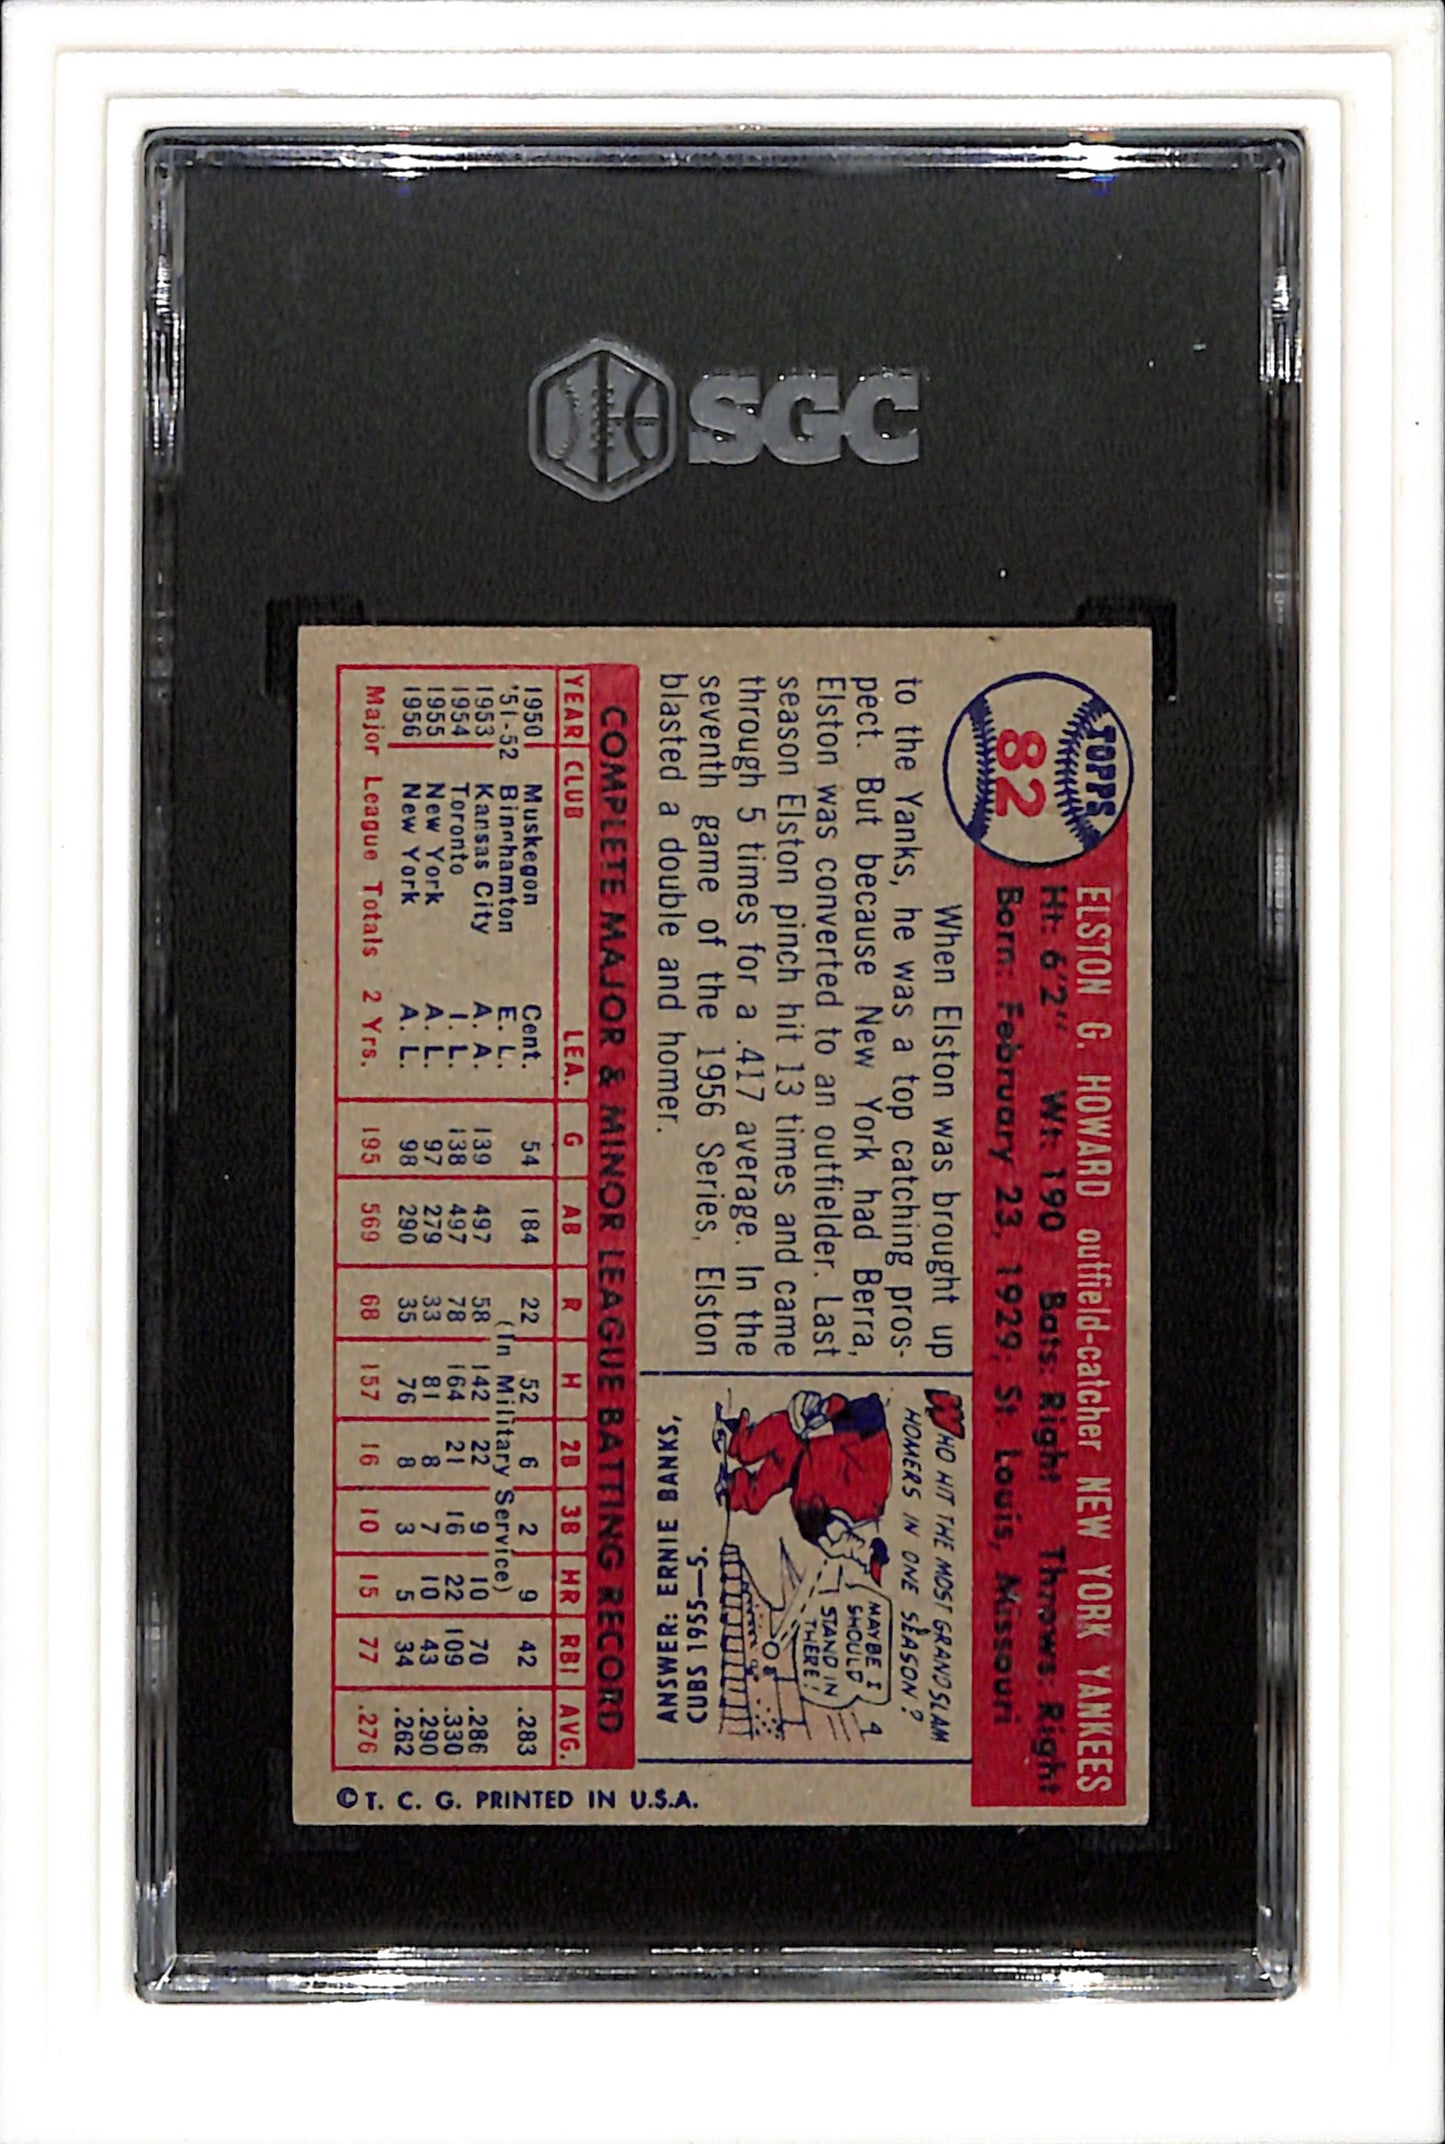 SGC
TOPPS
82
ELSTON G. HOWARD outfield-catcher NEW YORK YANKEES
Ht: 6'2" Wt: 190 Bats: Right Throws: Right
Born: February 23, 1929: St. Louis, Missouri
When Elston was brought up
to the Yanks, he was a top catching pros-
pect. But because New York had Berra,
Elston was converted to an outfielder. Last
season Elston pinch hit 13 times and came
through 5 times for a .417 average. In the
seventh game of the 1956 Series, Elston
blasted a double and homer.
WHO HIT THE MOST GRAND SLAM
HOMERS IN ONE SEASON?
MAYBE I
SHOULD
STAND IN
THERE!
4
ANSWER: ERNIE BANKS,
CUBS 1955—5.
COMPLETE MAJOR & MINOR LEAGUE BATTING RECORD
YEAR CLUB LEA. G AB R H 2B 3B HR RBI AVG.
1950 Muskegon Cent. 54 184 22 52 6 2 9 42 .283
'51-52 Binghamton E. L. (In Military Service)
1953 Kansas City A. A. 139 497 58 142 22 9 10 70 .286
1954 Toronto I. L. 138 497 78 164 21 16 22 109 .330
1955 New York A. L. 97 279 33 81 8 7 10 43 .290
1956 New York A. L. 98 290 35 76 8 3 5 34 .262
Major League Totals 2 Yrs. 195 569 68 157 16 10 15 77 .276
© T. C. G. PRINTED IN U.S.A.